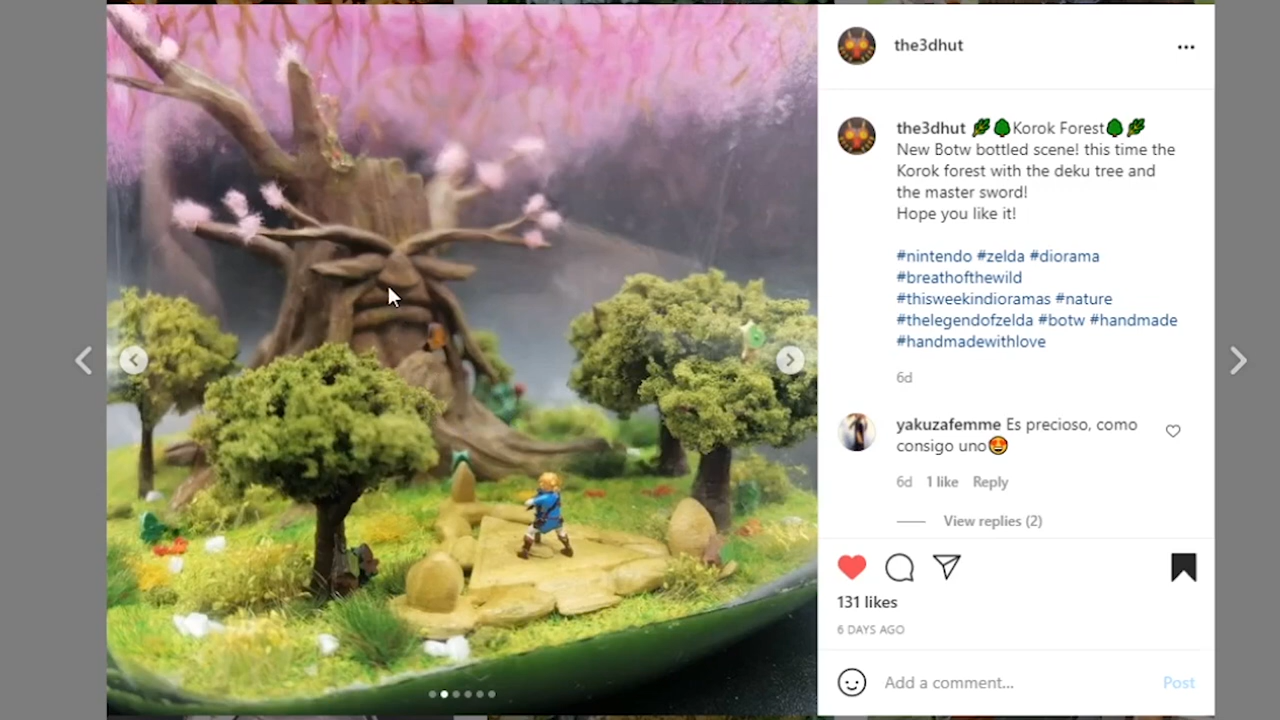 the3dhut
the3dhut 🌿🌳Korok Forest🌳🌿
New Botw bottled scene! this time the
Korok forest with the deku tree and
the master sword!
Hope you like it!
#nintendo #zelda #diorama
#breathofthewild
#thisweekindioramas #nature
#thelegendofzelda #botw #handmade
#handmadewithlove
6d
yakuzafemme Es precioso, como
consigo uno🤩
6d 1 like Reply
View replies (2)
131 likes
6 DAYS AGO
Add a comment... Post